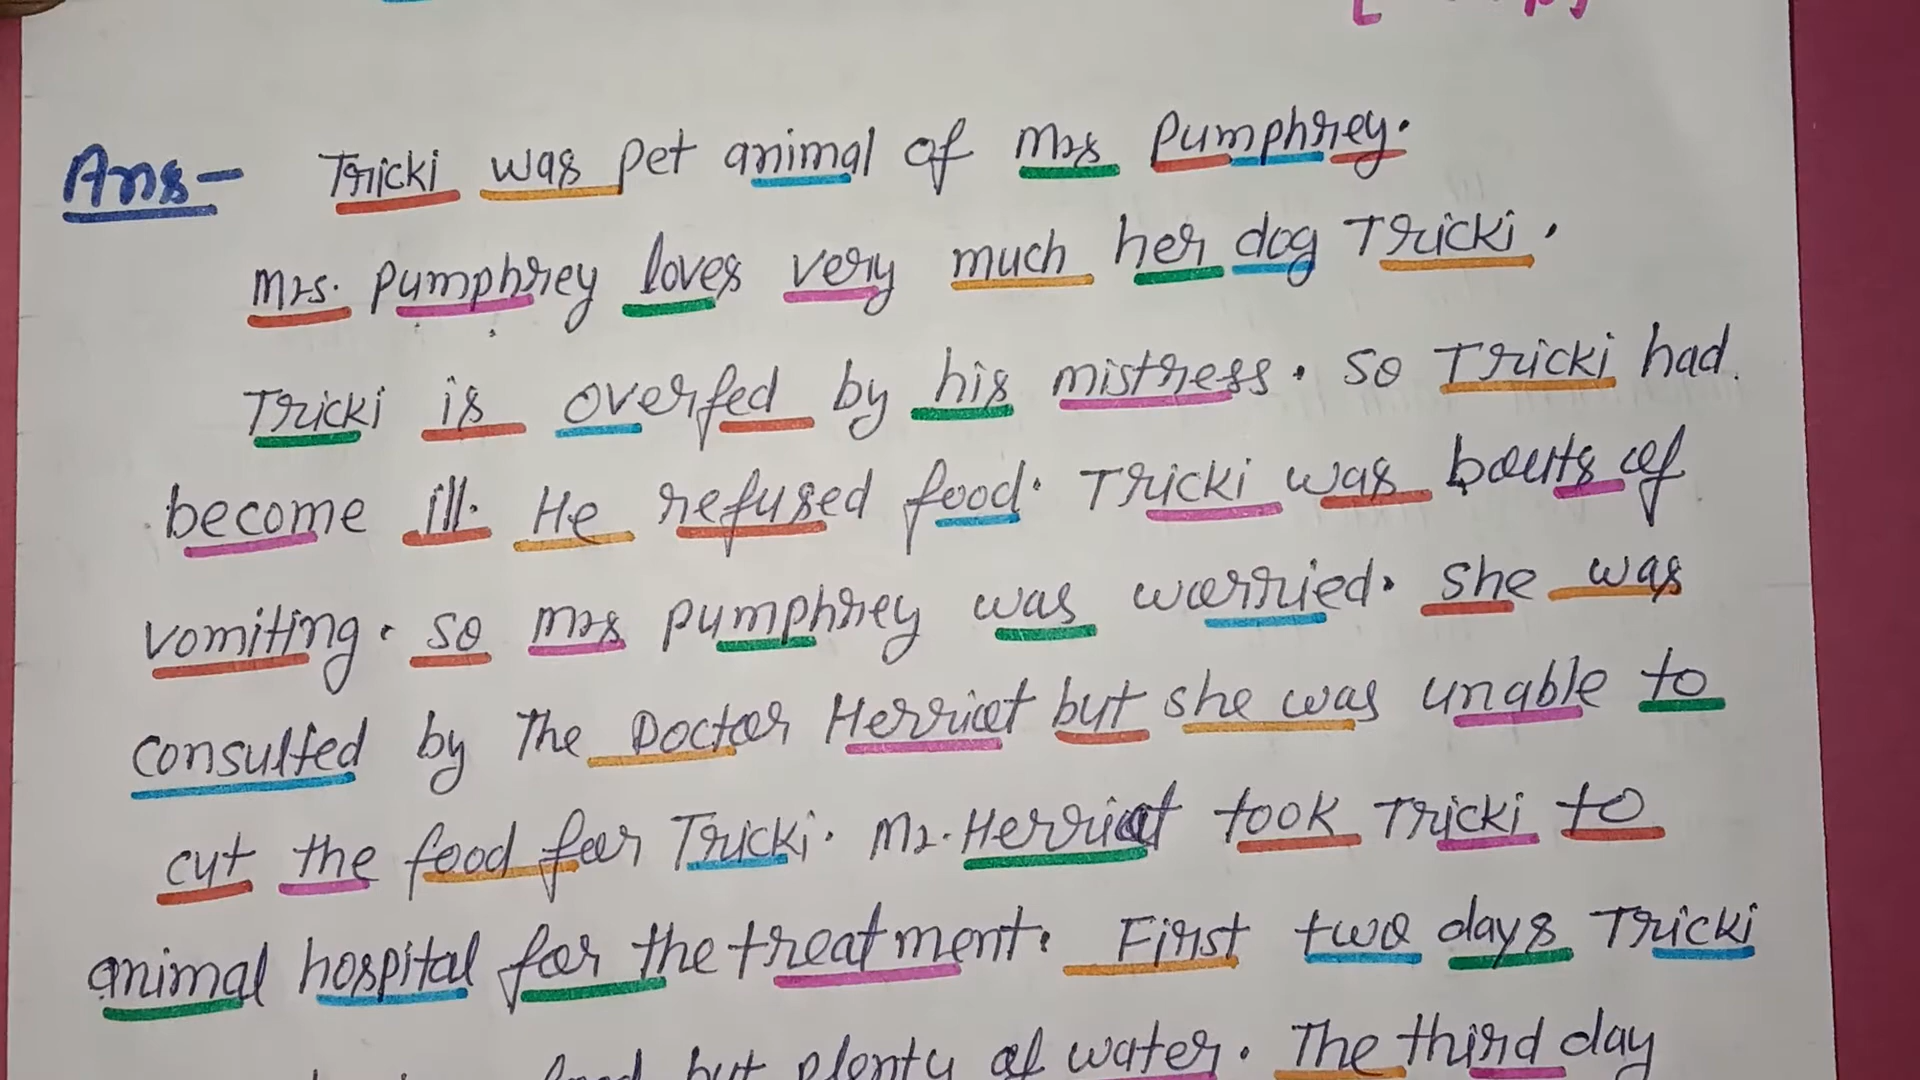 Ans- Tricki was pet animal of Mrs Pumphrey.
Mrs. Pumphrey loves very much her dog Tricki.
Tricki is overfed by his mistress. So Tricki had
become ill. He refused food. Tricki was bouts of
vomiting. So Mrs Pumphrey was worried. She was
consulted by The Doctor Herriot but she was unable to
cut the food for Tricki. Mr. Herriot took Tricki to
animal hospital for the treatment. First two days Tricki
food but plenty of water. The third day